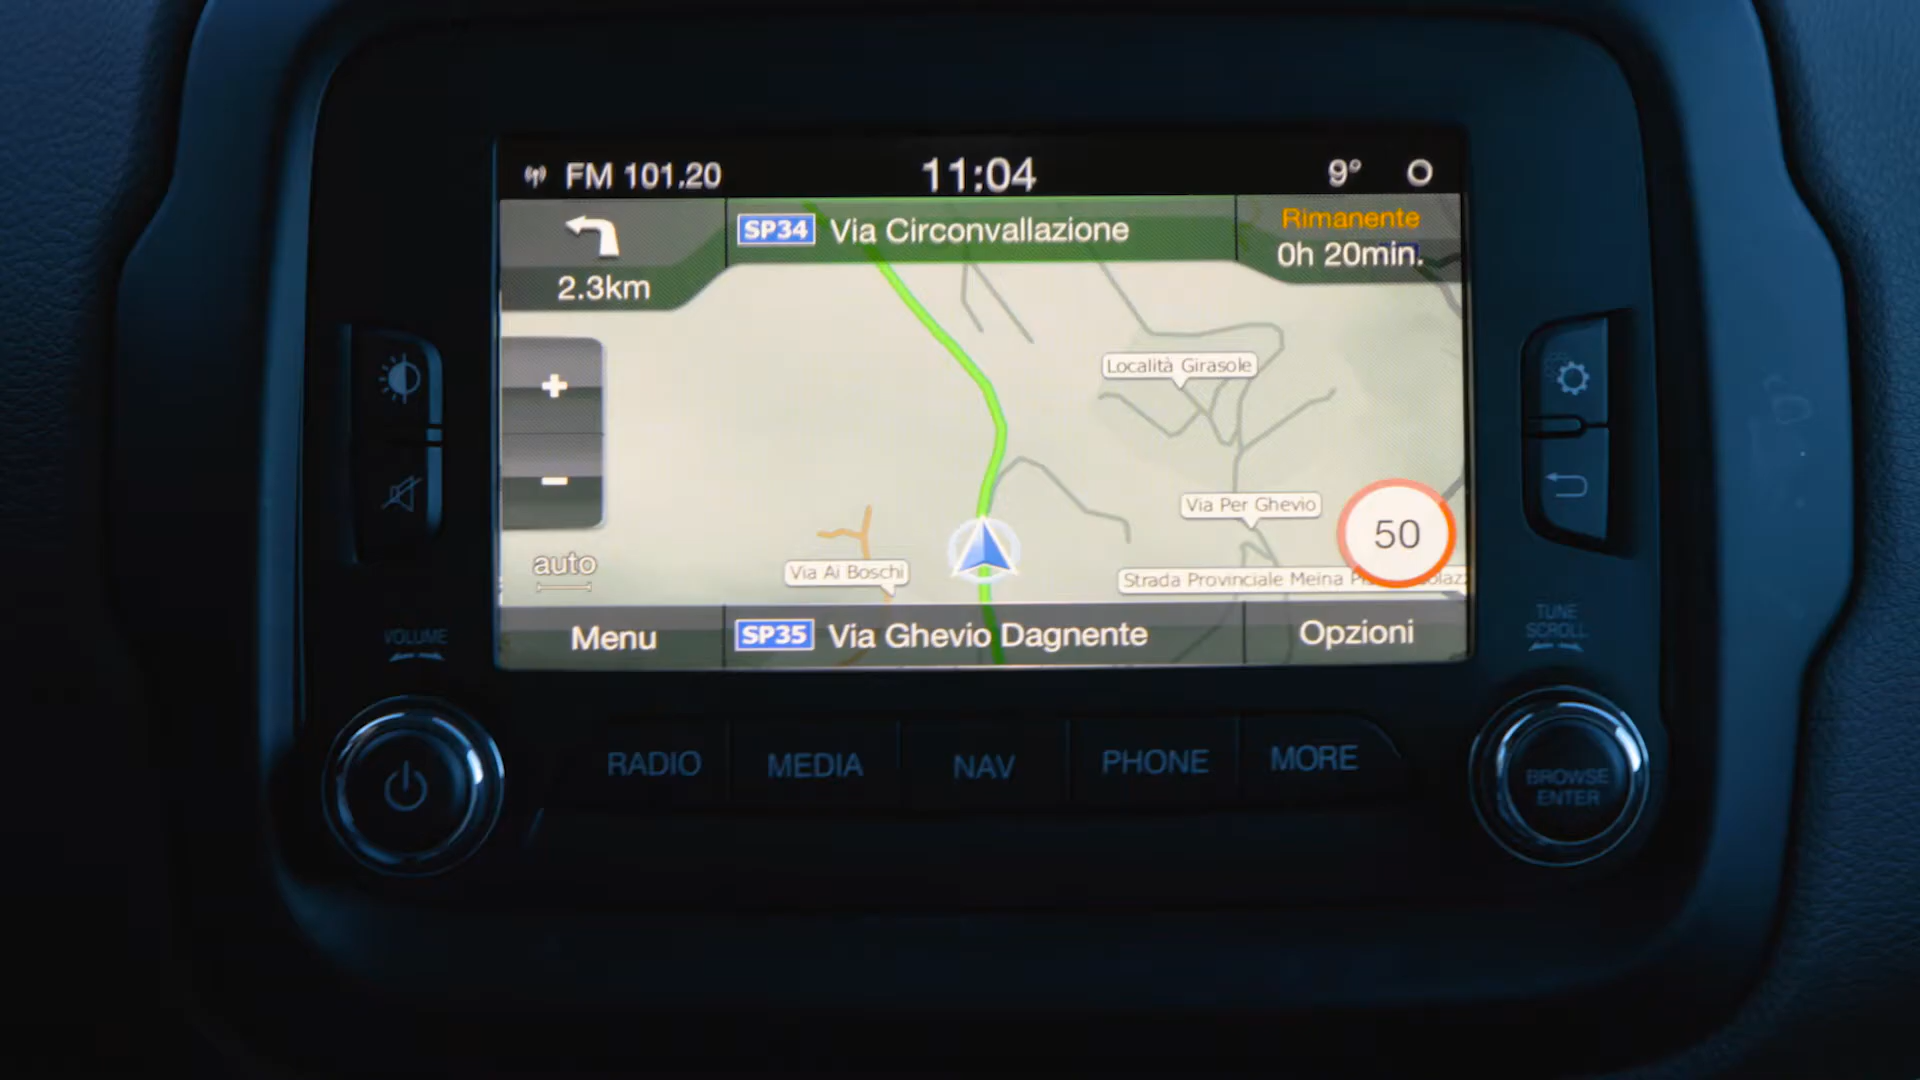 FM 101.20
11:04
9°
2.3km
SP34 Via Circonvallazione
Rimanente
0h 20min.
Località Girasole
Via Per Ghevio
50
auto
Via Ai Boschi
Strada Provinciale Meina
Menu
SP35 Via Ghevio Dagnente
Opzioni
VOLUME
TUNE
SCROLL
RADIO
MEDIA
NAV
PHONE
MORE
BROWSE
ENTER